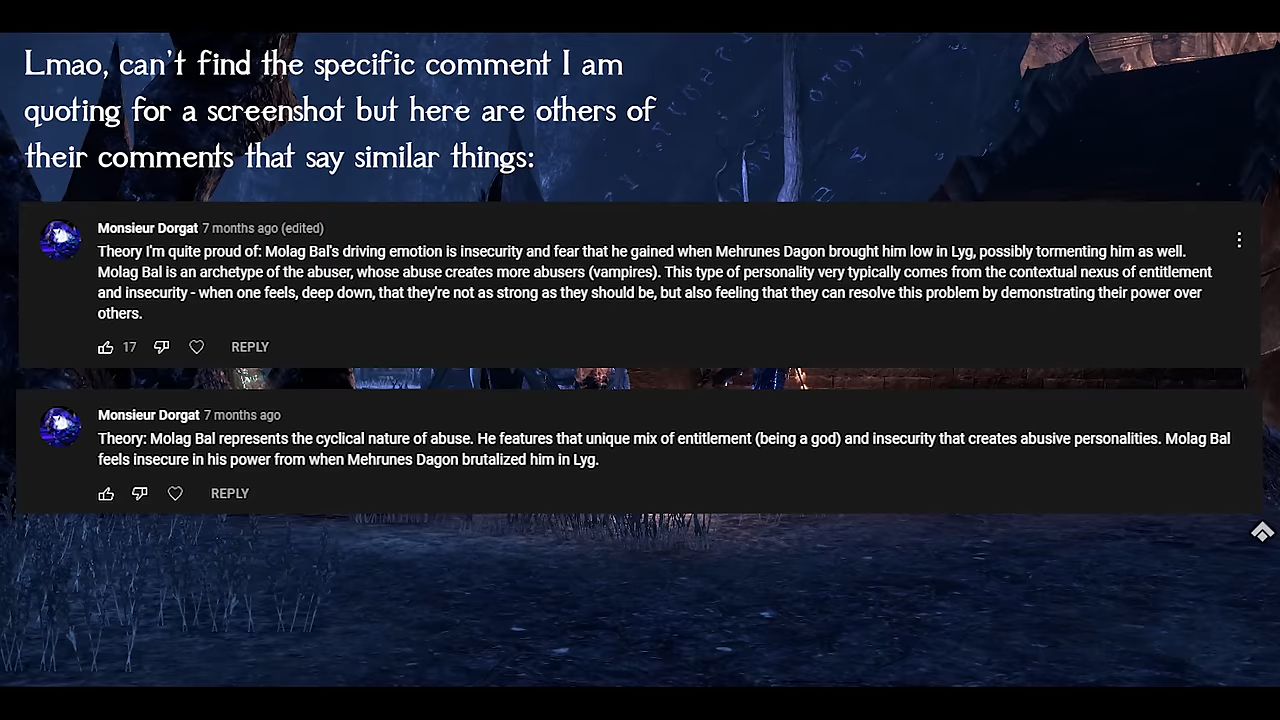 Lmao, can't find the specific comment I am
quoting for a screenshot but here are others of
their comments that say similar things:
Monsieur Dorgat 7 months ago (edited)
Theory I'm quite proud of: Molag Bal's driving emotion is insecurity and fear that he gained when Mehrunes Dagon brought him low in Lyg, possibly tormenting him as well.
Molag Bal is an archetype of the abuser, whose abuse creates more abusers (vampires). This type of personality very typically comes from the contextual nexus of entitlement
and insecurity - when one feels, deep down, that they're not as strong as they should be, but also feeling that they can resolve this problem by demonstrating their power over
others.
17 REPLY
Monsieur Dorgat 7 months ago
Theory: Molag Bal represents the cyclical nature of abuse. He features that unique mix of entitlement (being a god) and insecurity that creates abusive personalities. Molag Bal
feels insecure in his power from when Mehrunes Dagon brutalized him in Lyg.
REPLY